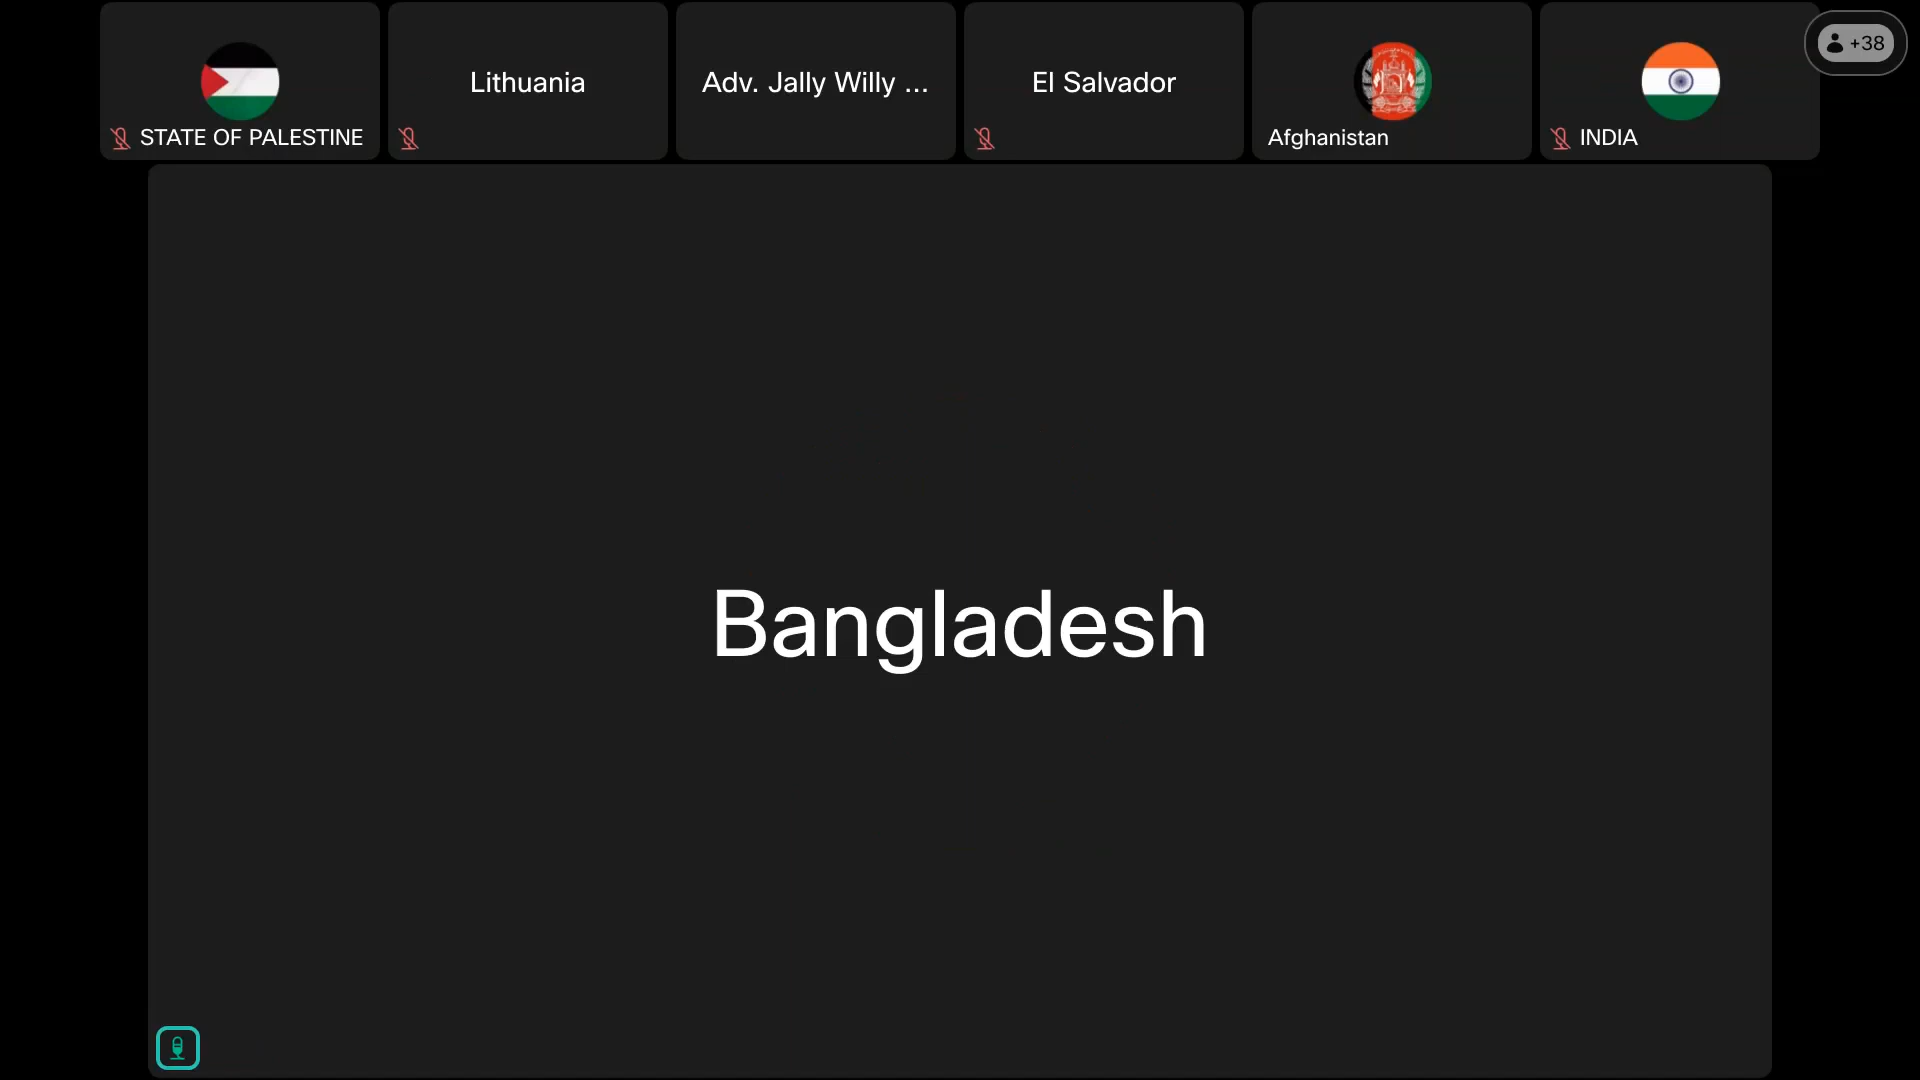 Lithuania
Adv. Jally Willy ...
El Salvador
+38
STATE OF PALESTINE
Afghanistan
INDIA
Bangladesh